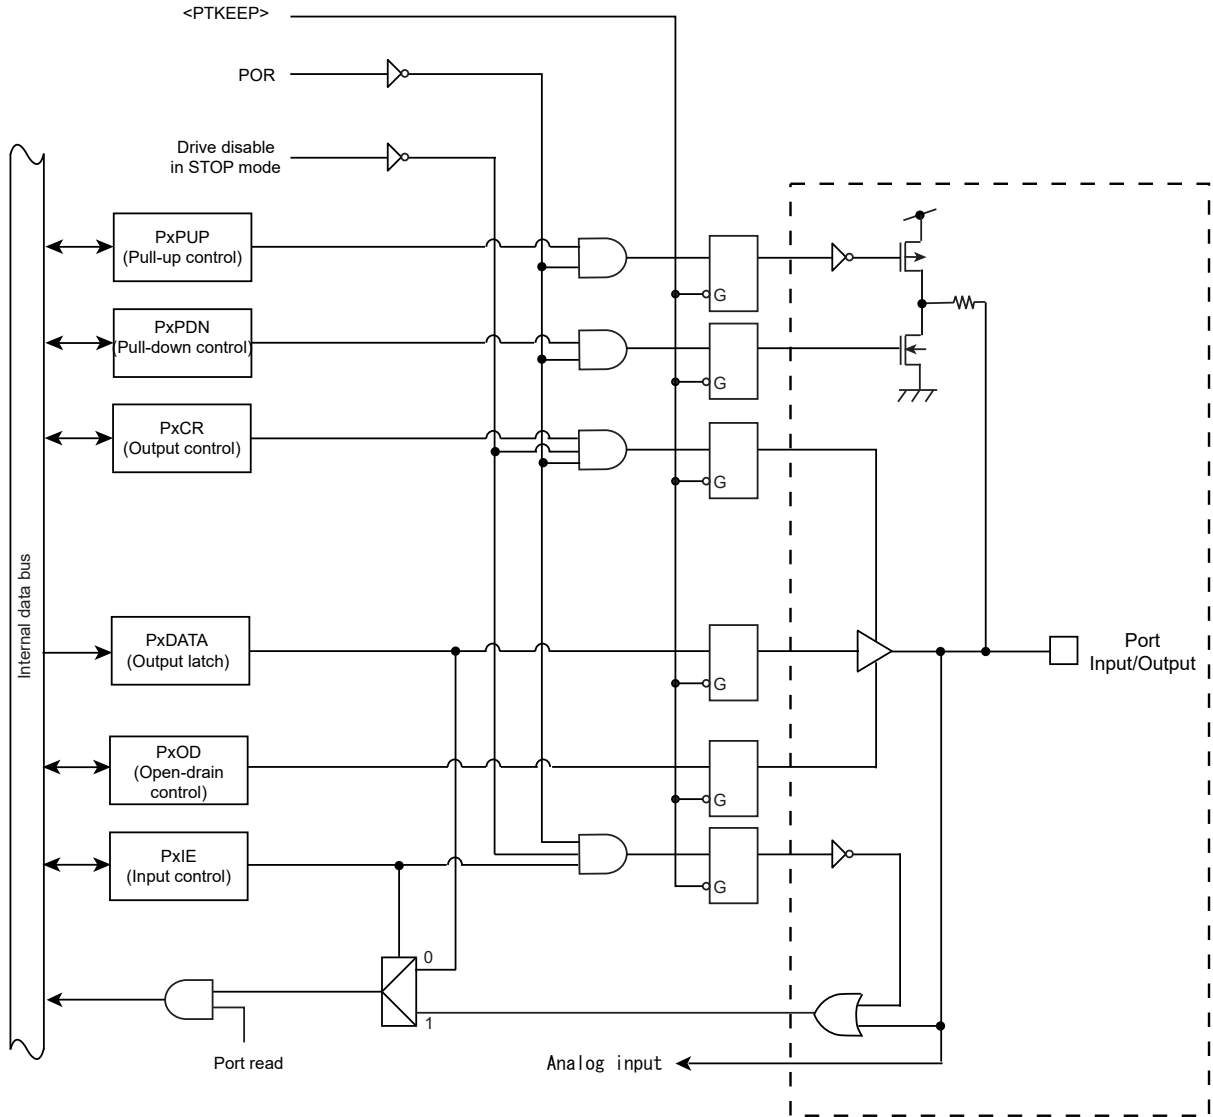 <PTKEEP>
POR
Drive disable
in STOP mode
PxPUP
(Pull-up control)
G
PxPDN
(Pull-down control)
G
PxCR
(Output control)
G
Internal data bus
PxDATA
(Output latch)
G
Port
Input/Output
PxOD
(Open-drain
control)
G
PxIE
(Input control)
G
0
1
Port read
Analog input